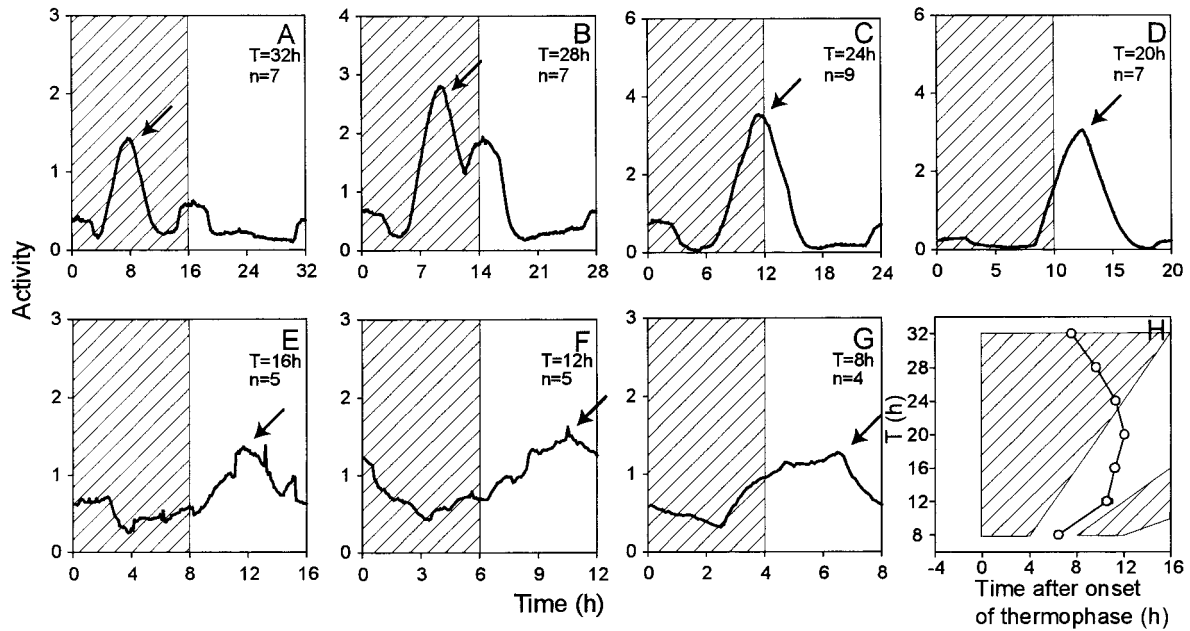 A
T=32h
n=7
3
2
1
0
0 8 16 24 32
B
T=28h
n=7
4
3
2
1
0
0 7 14 21 28
C
T=24h
n=9
6
4
2
0
0 6 12 18 24
D
T=20h
n=7
6
4
2
0
0 5 10 15 20
Activity
E
T=16h
n=5
3
2
1
0
0 4 8 12 16
F
T=12h
n=5
3
2
1
0
0 3 6 9 12
G
T=8h
n=4
3
2
1
0
0 2 4 6 8
Time (h)
H
T (h)
32
28
24
20
16
12
8
-4 0 4 8 12 16
Time after onset
of thermophase (h)